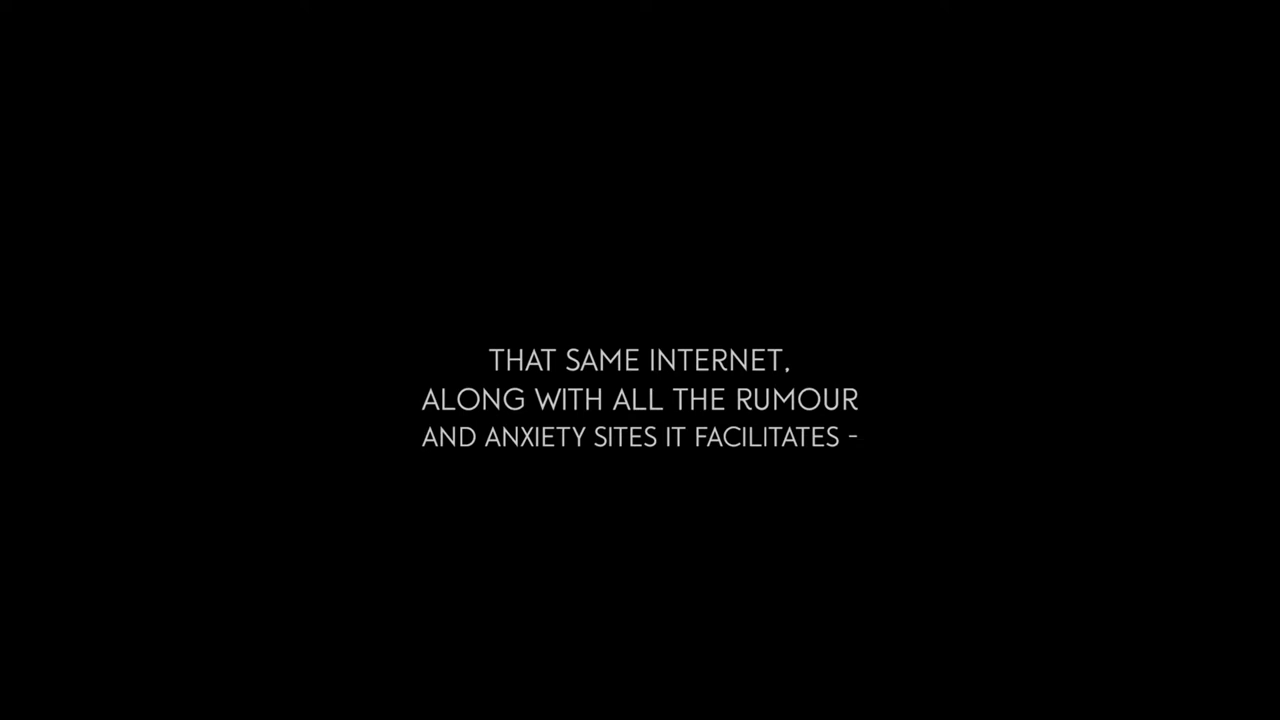 THAT SAME INTERNET,
ALONG WITH ALL THE RUMOUR
AND ANXIETY SITES IT FACILITATES -